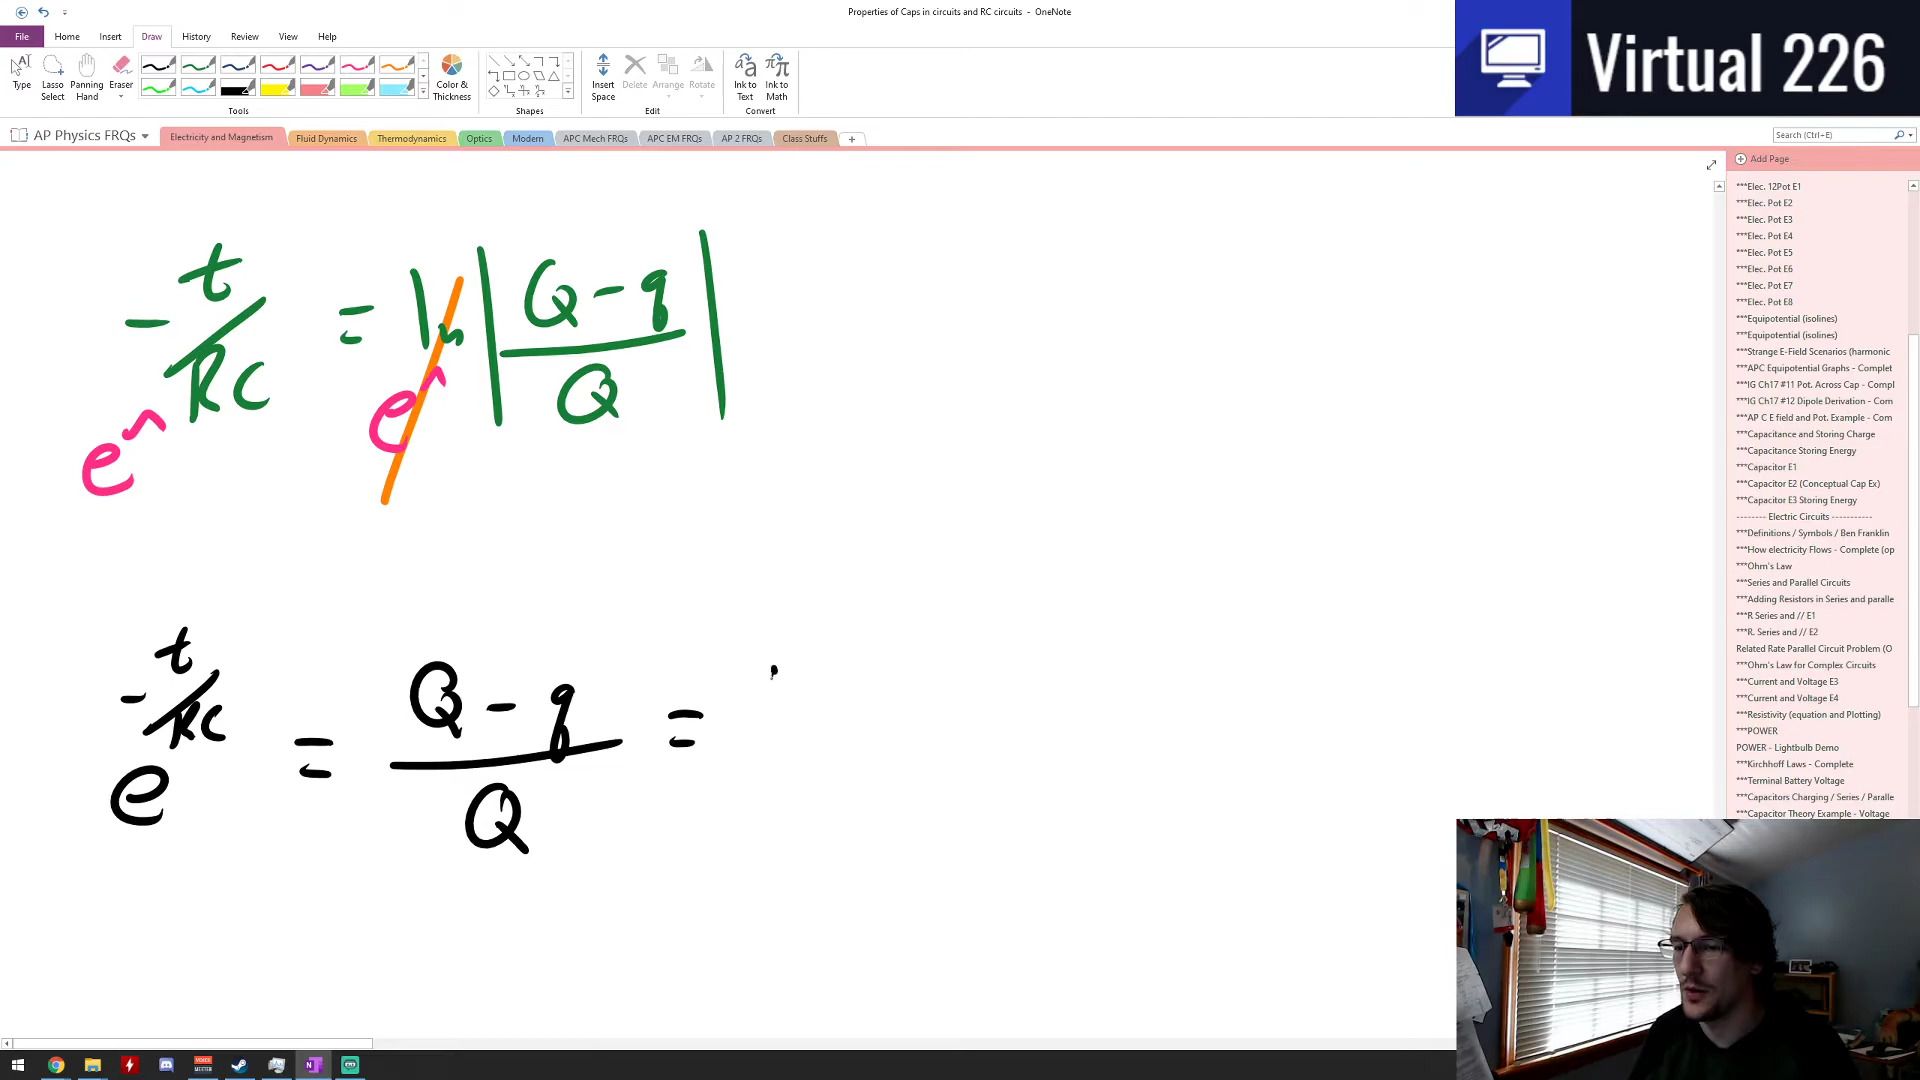 Properties of Caps in circuits and RC circuits - OneNote
Virtual 226
File Home Insert Draw History Review View Help
Type Lasso Select Panning Hand Eraser Color & Thickness Insert Space Delete Arrange Rotate Ink to Text Ink to Math
Tools Shapes Edit Convert
AP Physics FRQs Electricity and Magnetism Fluid Dynamics Thermodynamics Optics Modern APC Mech FRQs APC EM FRQs AP 2 FRQs Class Stuffs
Search (Ctrl+E)
Add Page
***Elec. 12Pot E1
***Elec. Pot E2
***Elec. Pot E3
***Elec. Pot E4
***Elec. Pot E5
***Elec. Pot E6
***Elec. Pot E7
***Elec. Pot E8
***Equipotential (isolines)
***Equipotential (isolines)
***Strange E-Field Scenarios (harmonic
***APC Equipotential Graphs - Complet
***IG Ch17 #11 Pot. Across Cap - Compl
***IG Ch17 #12 Dipole Derivation - Com
***AP C E field and Pot. Example - Com
***Capacitance and Storing Charge
***Capacitance Storing Energy
***Capacitor E1
***Capacitor E2 (Conceptual Cap Ex)
***Capacitor E3 Storing Energy
-------- Electric Circuits -----------
***Definitions / Symbols / Ben Franklin
***How electricity Flows - Complete (op
***Ohm's Law
***Series and Parallel Circuits
***Adding Resistors in Series and paralle
***R Series and // E1
***R. Series and // E2
Related Rate Parallel Circuit Problem (O
***Ohm's Law for Complex Circuits
***Current and Voltage E3
***Current and Voltage E4
***Resistivity (equation and Plotting)
***POWER
POWER - Lightbulb Demo
***Kirchhoff Laws - Complete
***Terminal Battery Voltage
***Capacitors Charging / Series / Paralle
***Capacitor Theory Example - Voltage
- t/RC = ln | Q - q / Q |
e^ e^
e^ - t/RC = Q - q / Q =